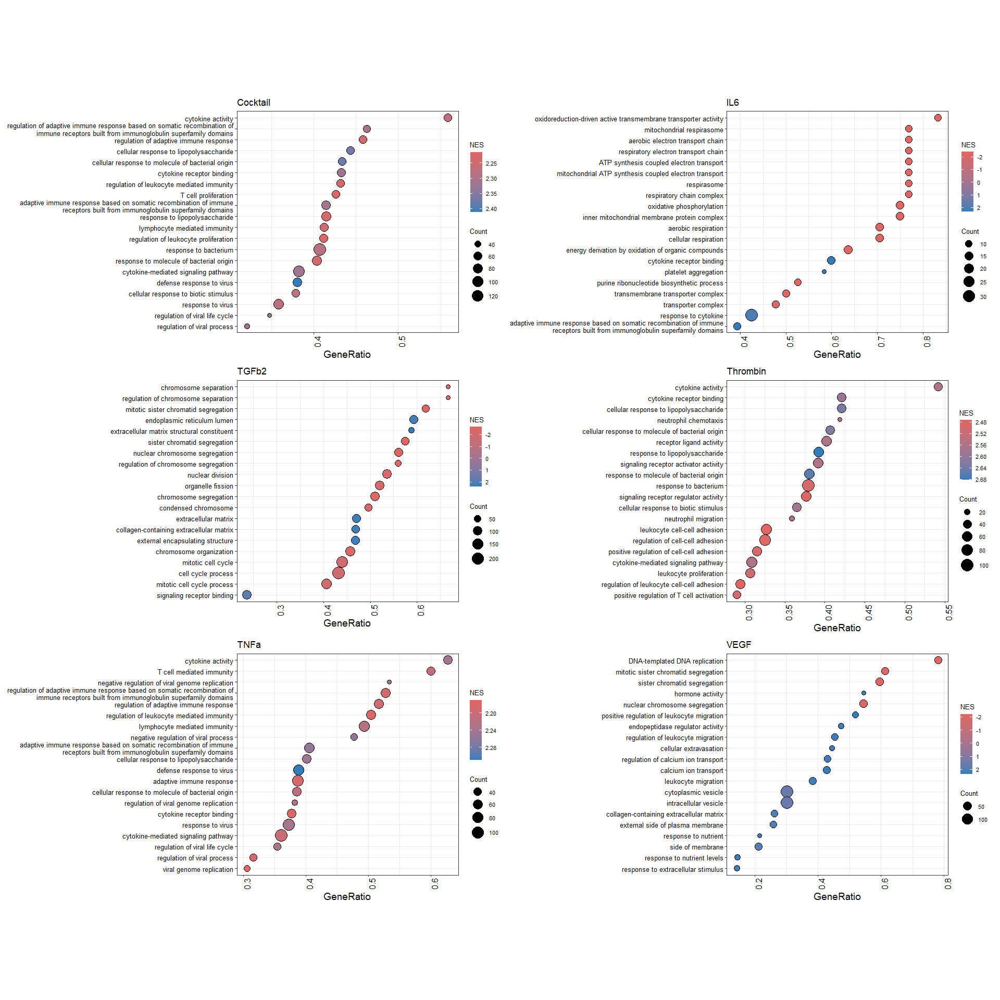 Cocktail
cytokine activity
regulation of adaptive immune response based on somatic recombination of
immune receptors built from immunoglobulin superfamily domains
regulation of adaptive immune response
cellular response to lipopolysaccharide
cellular response to molecule of bacterial origin
cytokine receptor binding
regulation of leukocyte mediated immunity
T cell proliferation
adaptive immune response based on somatic recombination of immune
receptors built from immunoglobulin superfamily domains
response to lipopolysaccharide
lymphocyte mediated immunity
regulation of leukocyte proliferation
response to bacterium
response to molecule of bacterial origin
cytokine-mediated signaling pathway
defense response to virus
cellular response to biotic stimulus
response to virus
regulation of viral life cycle
regulation of viral process
0.4
0.5
GeneRatio
NES
2.25
2.30
2.35
2.40
Count
40
60
80
100
120
IL6
oxidoreduction-driven active transmembrane transporter activity
mitochondrial respirasome
aerobic electron transport chain
respiratory electron transport chain
ATP synthesis coupled electron transport
mitochondrial ATP synthesis coupled electron transport
respirasome
respiratory chain complex
oxidative phosphorylation
inner mitochondrial membrane protein complex
aerobic respiration
cellular respiration
energy derivation by oxidation of organic compounds
cytokine receptor binding
platelet aggregation
purine ribonucleotide biosynthetic process
transmembrane transporter complex
transporter complex
response to cytokine
adaptive immune response based on somatic recombination of immune
receptors built from immunoglobulin superfamily domains
0.4
0.5
0.6
0.7
0.8
GeneRatio
NES
-2
-1
0
1
2
Count
10
15
20
25
30
TGFb2
chromosome separation
regulation of chromosome separation
mitotic sister chromatid segregation
endoplasmic reticulum lumen
extracellular matrix structural constituent
sister chromatid segregation
nuclear chromosome segregation
regulation of chromosome segregation
nuclear division
organelle fission
chromosome segregation
condensed chromosome
extracellular matrix
collagen-containing extracellular matrix
external encapsulating structure
chromosome organization
mitotic cell cycle
cell cycle process
mitotic cell cycle process
signaling receptor binding
0.3
0.4
0.5
0.6
GeneRatio
NES
-2
-1
0
1
2
Count
50
100
150
200
Thrombin
cytokine activity
cytokine receptor binding
cellular response to lipopolysaccharide
neutrophil chemotaxis
cellular response to molecule of bacterial origin
receptor ligand activity
response to lipopolysaccharide
signaling receptor activator activity
response to molecule of bacterial origin
response to bacterium
signaling receptor regulator activity
cellular response to biotic stimulus
neutrophil migration
leukocyte cell-cell adhesion
regulation of cell-cell adhesion
positive regulation of cell-cell adhesion
cytokine-mediated signaling pathway
leukocyte proliferation
regulation of leukocyte cell-cell adhesion
positive regulation of T cell activation
0.30
0.35
0.40
0.45
0.50
0.55
GeneRatio
NES
2.48
2.52
2.56
2.60
2.64
2.68
Count
20
40
60
80
100
TNFa
cytokine activity
T cell mediated immunity
negative regulation of viral genome replication
regulation of adaptive immune response based on somatic recombination of
immune receptors built from immunoglobulin superfamily domains
regulation of adaptive immune response
regulation of leukocyte mediated immunity
lymphocyte mediated immunity
negative regulation of viral process
adaptive immune response based on somatic recombination of immune
receptors built from immunoglobulin superfamily domains
cellular response to lipopolysaccharide
defense response to virus
adaptive immune response
cellular response to molecule of bacterial origin
regulation of viral genome replication
cytokine receptor binding
response to virus
cytokine-mediated signaling pathway
regulation of viral life cycle
regulation of viral process
viral genome replication
0.3
0.4
0.5
0.6
GeneRatio
NES
2.20
2.24
2.28
Count
40
60
80
100
VEGF
DNA-templated DNA replication
mitotic sister chromatid segregation
sister chromatid segregation
hormone activity
nuclear chromosome segregation
positive regulation of leukocyte migration
endopeptidase regulator activity
regulation of leukocyte migration
cellular extravasation
regulation of calcium ion transport
calcium ion transport
leukocyte migration
cytoplasmic vesicle
intracellular vesicle
collagen-containing extracellular matrix
external side of plasma membrane
response to nutrient
side of membrane
response to nutrient levels
response to extracellular stimulus
0.2
0.4
0.6
0.8
GeneRatio
NES
-2
-1
0
1
2
Count
50
100